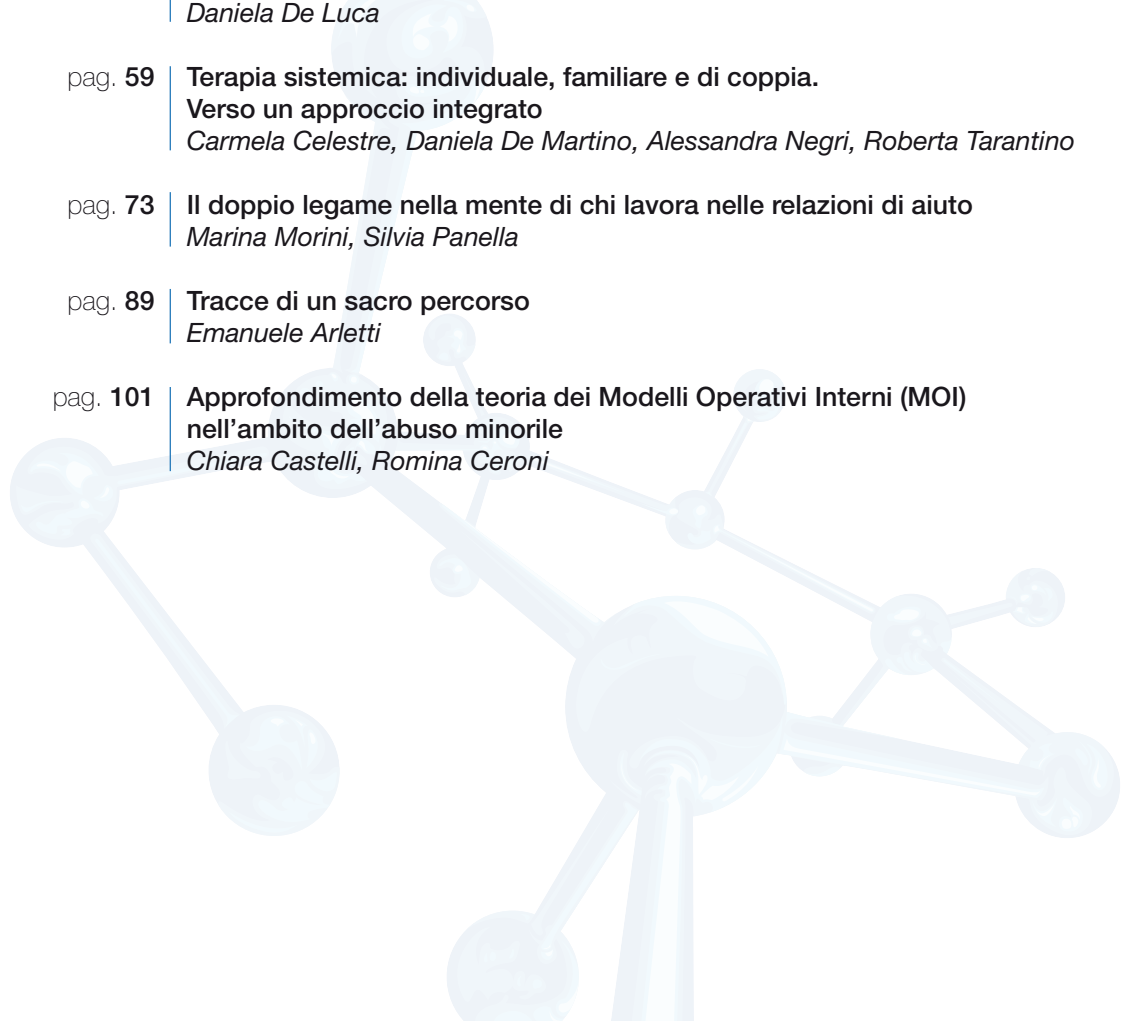 Daniela De Luca
pag. 59 Terapia sistemica: individuale, familiare e di coppia.
Verso un approccio integrato
Carmela Celestre, Daniela De Martino, Alessandra Negri, Roberta Tarantino
pag. 73 Il doppio legame nella mente di chi lavora nelle relazioni di aiuto
Marina Morini, Silvia Panella
pag. 89 Tracce di un sacro percorso
Emanuele Arletti
pag. 101 Approfondimento della teoria dei Modelli Operativi Interni (MOI)
nell'ambito dell'abuso minorile
Chiara Castelli, Romina Ceroni